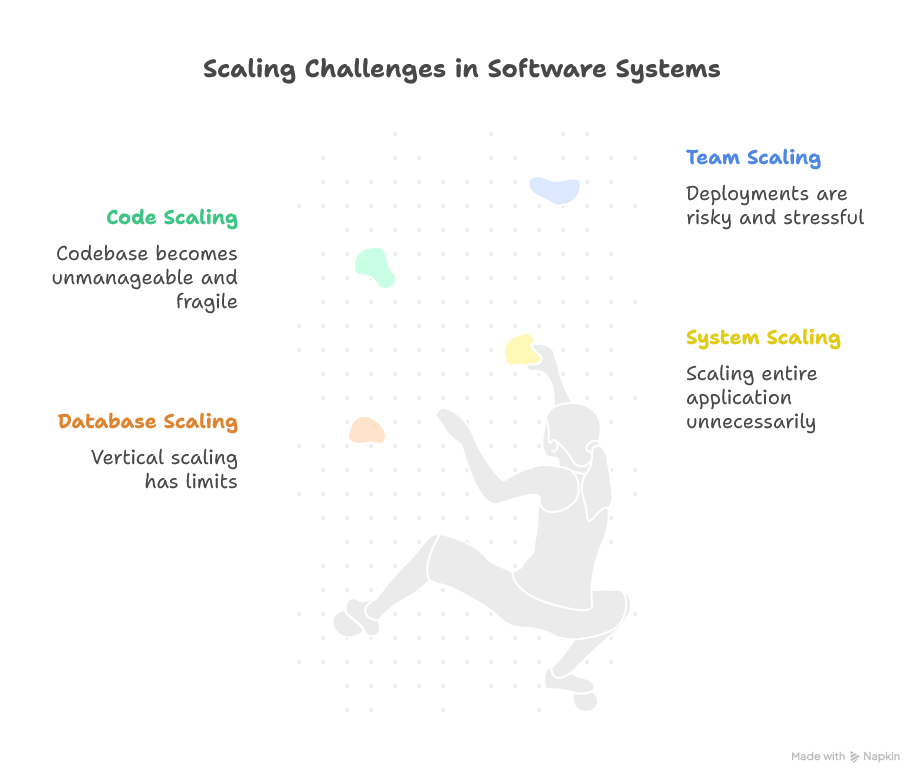 Scaling Challenges in Software Systems
Team Scaling
Deployments are
risky and stressful
Code Scaling
Codebase becomes
unmanageable and
fragile
System Scaling
Scaling entire
application
unnecessarily
Database Scaling
Vertical scaling
has limits
Made with Napkin